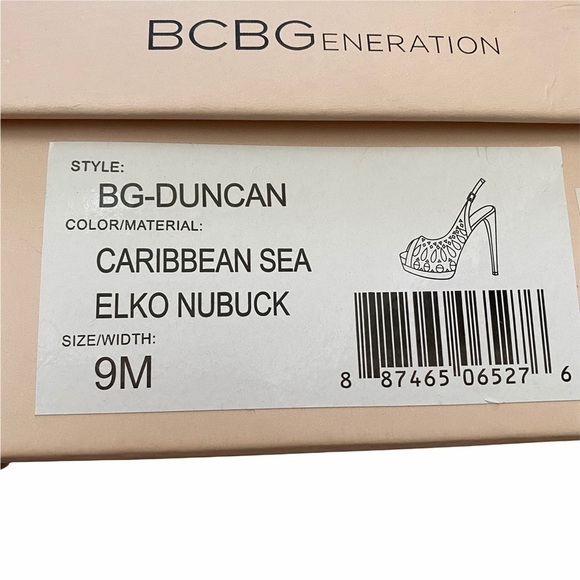 BCBGENERATION
STYLE:
BG-DUNCAN
COLOR/MATERIAL:
CARIBBEAN SEA
ELKO NUBUCK
SIZE/WIDTH:
9M
8 87465 06527 6